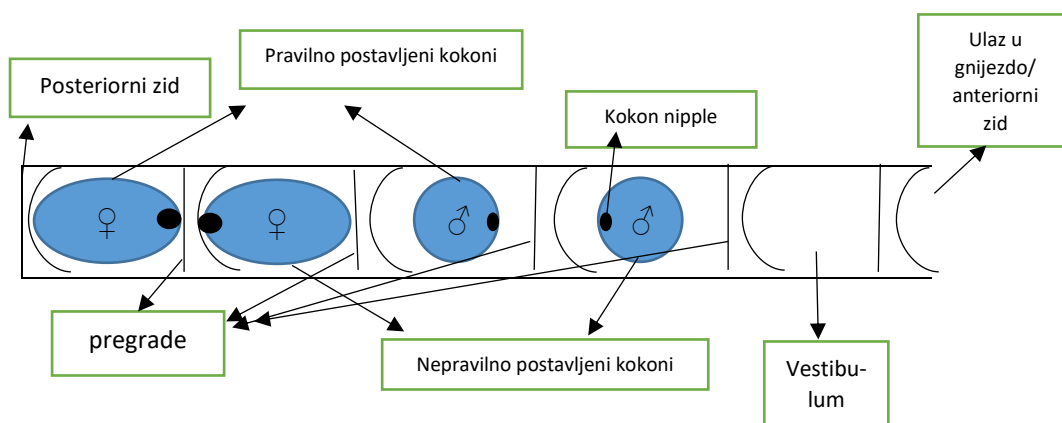 Pravilno postavljeni kokoni
Ulaz u
gnijezdo/
anteriorni
zid
Posteriorni zid
Kokon nipple
♀ ♀ ♂ ♂
pregrade
Nepravilno postavljeni kokoni
Vestibu-
lum